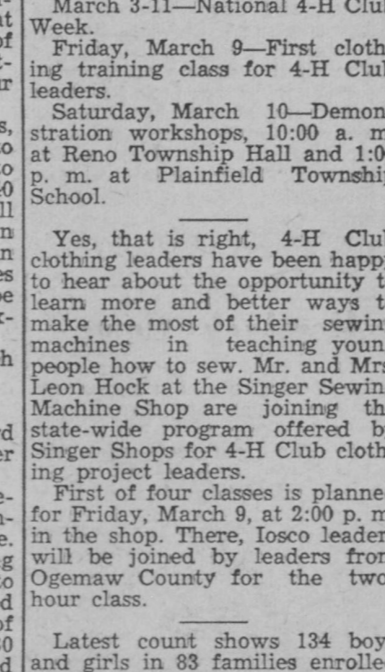 March 3-11—National 4-H Clu
Week.
Friday, March 9—First cloth
ing training class for 4-H Clu
leaders.
Saturday, March 10—Demon
stration workshops, 10:00 a. m
at Reno Township Hall and 1:0
p. m. at Plainfield Townshi
School.
Yes, that is right, 4-H Clu
clothing leaders have been happ
to hear about the opportunity t
learn more and better ways t
make the most of their sewin
machines in teaching youn
people how to sew. Mr. and Mrs
Leon Hock at the Singer Sewin
Machine Shop are joining th
state-wide program offered b
Singer Shops for 4-H Club cloth
ing project leaders.
First of four classes is planne
for Friday, March 9, at 2:00 p. m
in the shop. There, Iosco leader
will be joined by leaders fron
Ogemaw County for the two
hour class.
Latest count shows 134 boy
and girls in 83 families enrolle